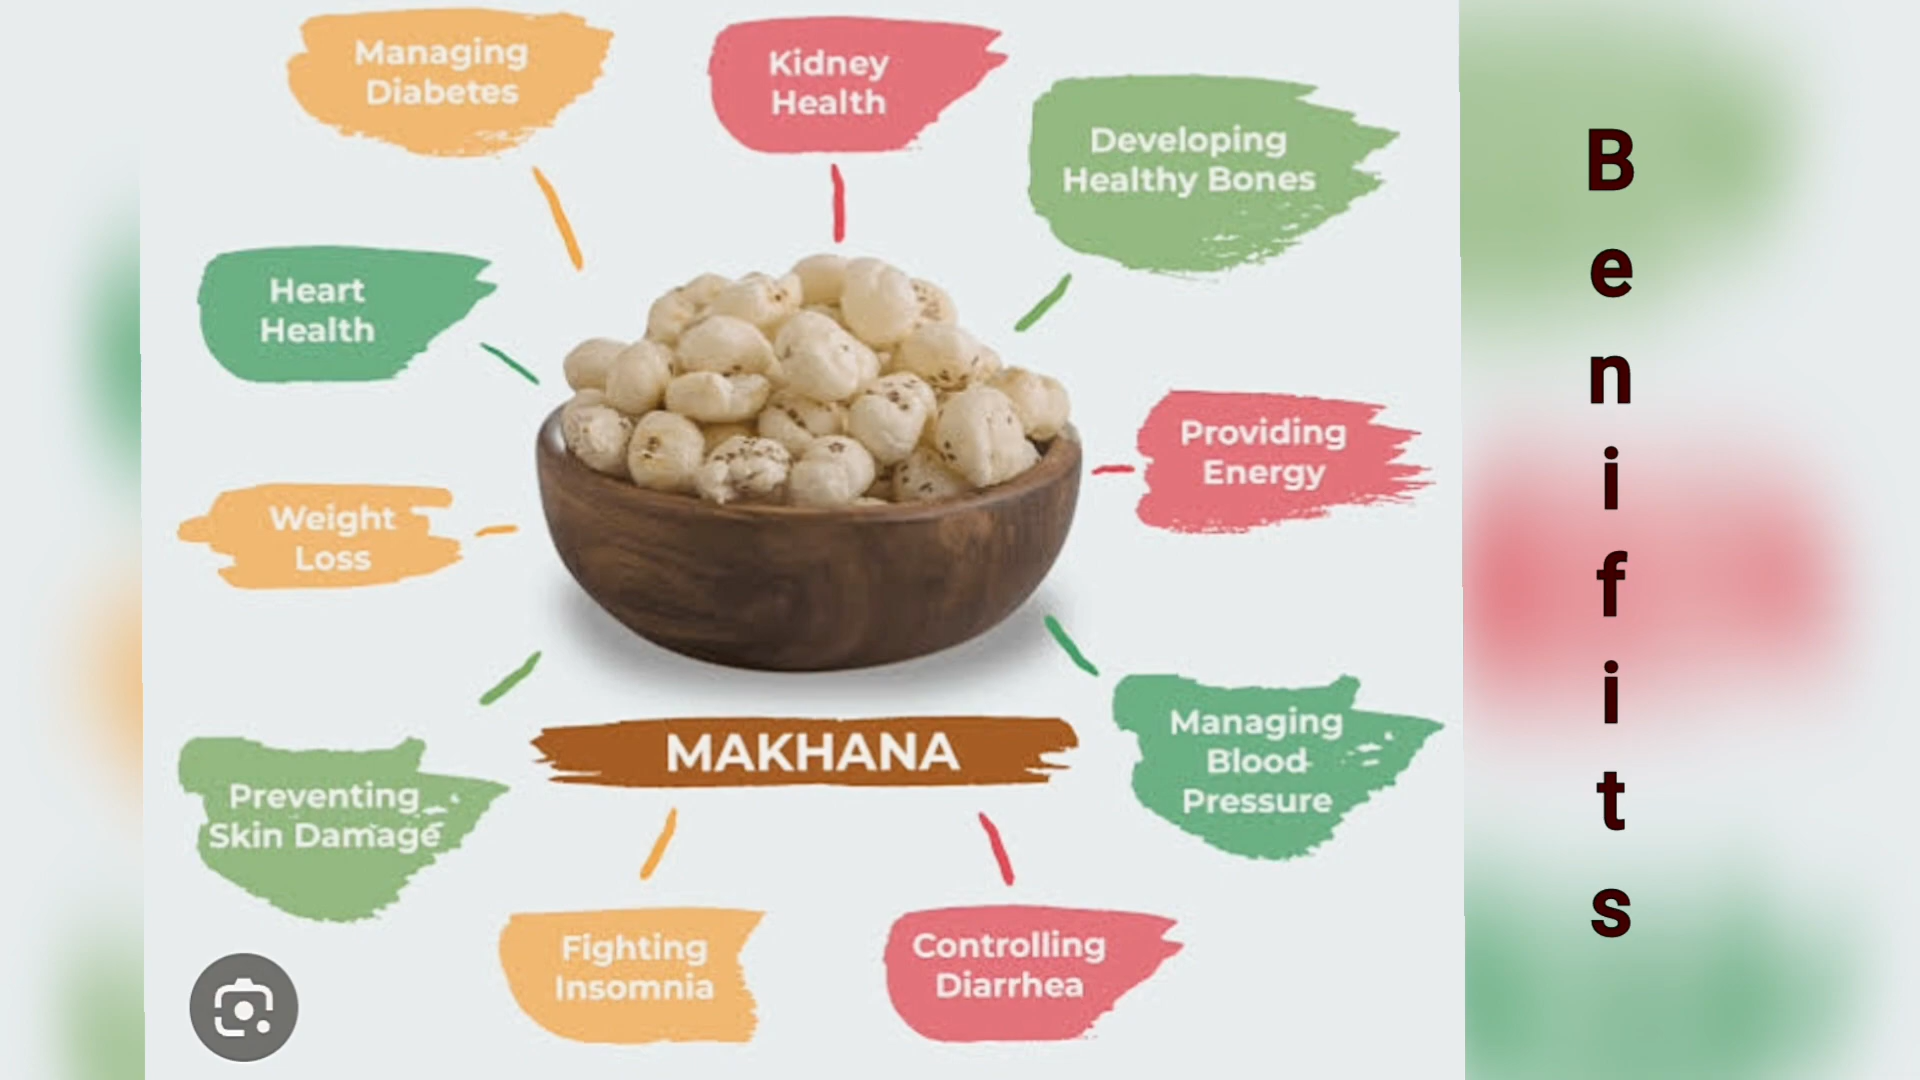 Managing
Diabetes
Kidney
Health
Developing
Healthy Bones
Heart
Health
Providing
Energy
Weight
Loss
MAKHANA
Managing
Blood
Pressure
Preventing
Skin Damage
Fighting
Insomnia
Controlling
Diarrhea
B
e
n
i
f
i
t
s